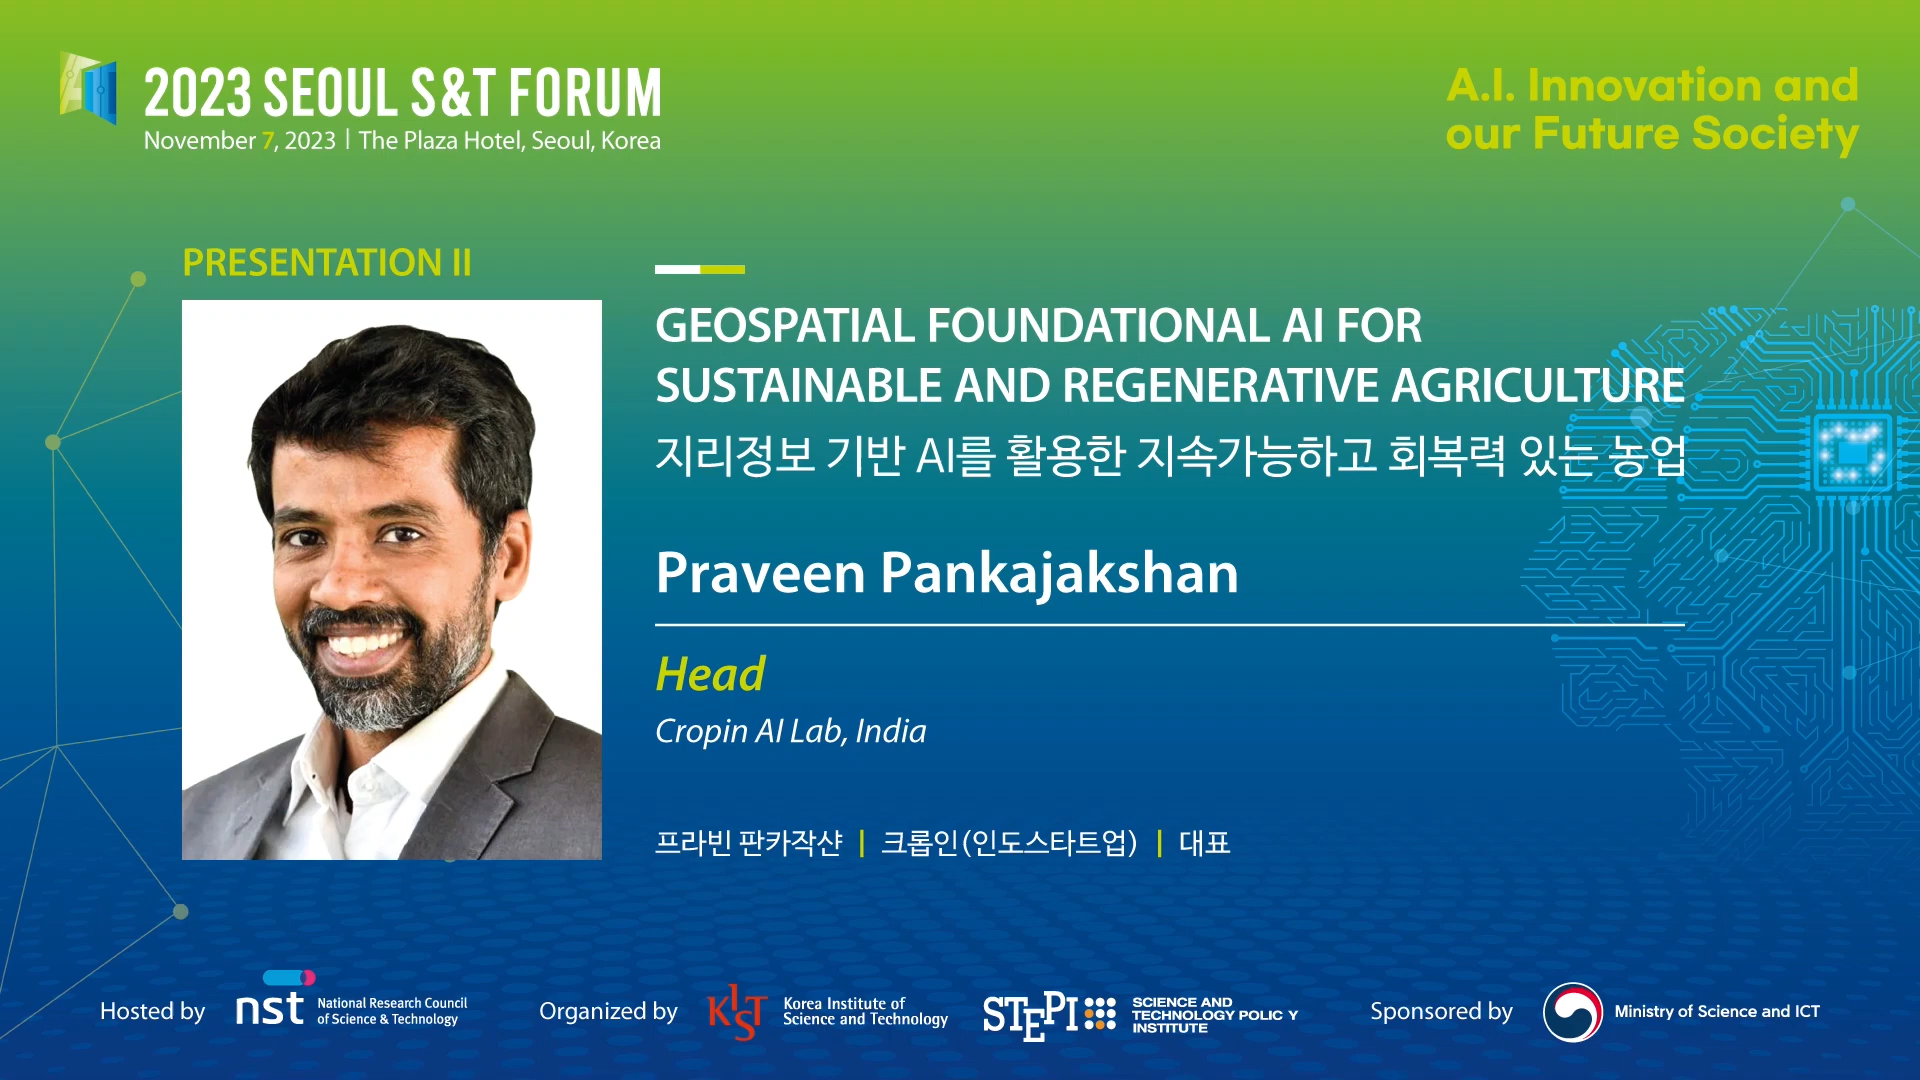 2023 SEOUL S&T FORUM
November 7, 2023 | The Plaza Hotel, Seoul, Korea
A.I. Innovation and
our Future Society
PRESENTATION II
GEOSPATIAL FOUNDATIONAL AI FOR
SUSTAINABLE AND REGENERATIVE AGRICULTURE
지리정보 기반 AI를 활용한 지속가능하고 회복력 있는 농업
Praveen Pankajakshan
Head
Cropin AI Lab, India
프라빈 판카작샨 | 크롭인(인도스타트업) | 대표
Hosted by
nst
National Research Council
of Science & Technology
Organized by
KIST
Korea Institute of
Science and Technology
STEPI
SCIENCE AND
TECHNOLOGY POLIC Y
INSTITUTE
Sponsored by
Ministry of Science and ICT